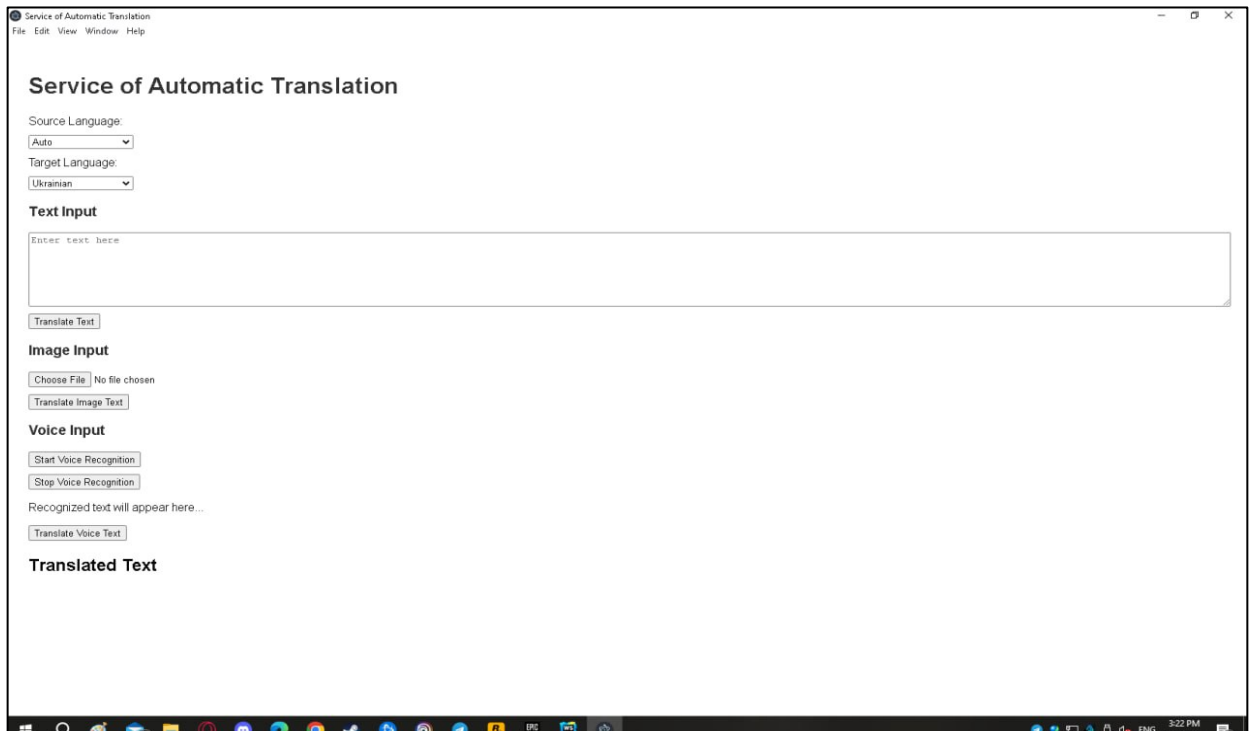 Service of Automatic Translation
File Edit View Window Help
Service of Automatic Translation
Source Language:
Auto
Target Language:
Ukrainian
Text Input
Enter text here
Translate Text
Image Input
Choose File No file chosen
Translate Image Text
Voice Input
Start Voice Recognition
Stop Voice Recognition
Recognized text will appear here...
Translate Voice Text
Translated Text
EPIC
WS
R
ENG
3:22 PM